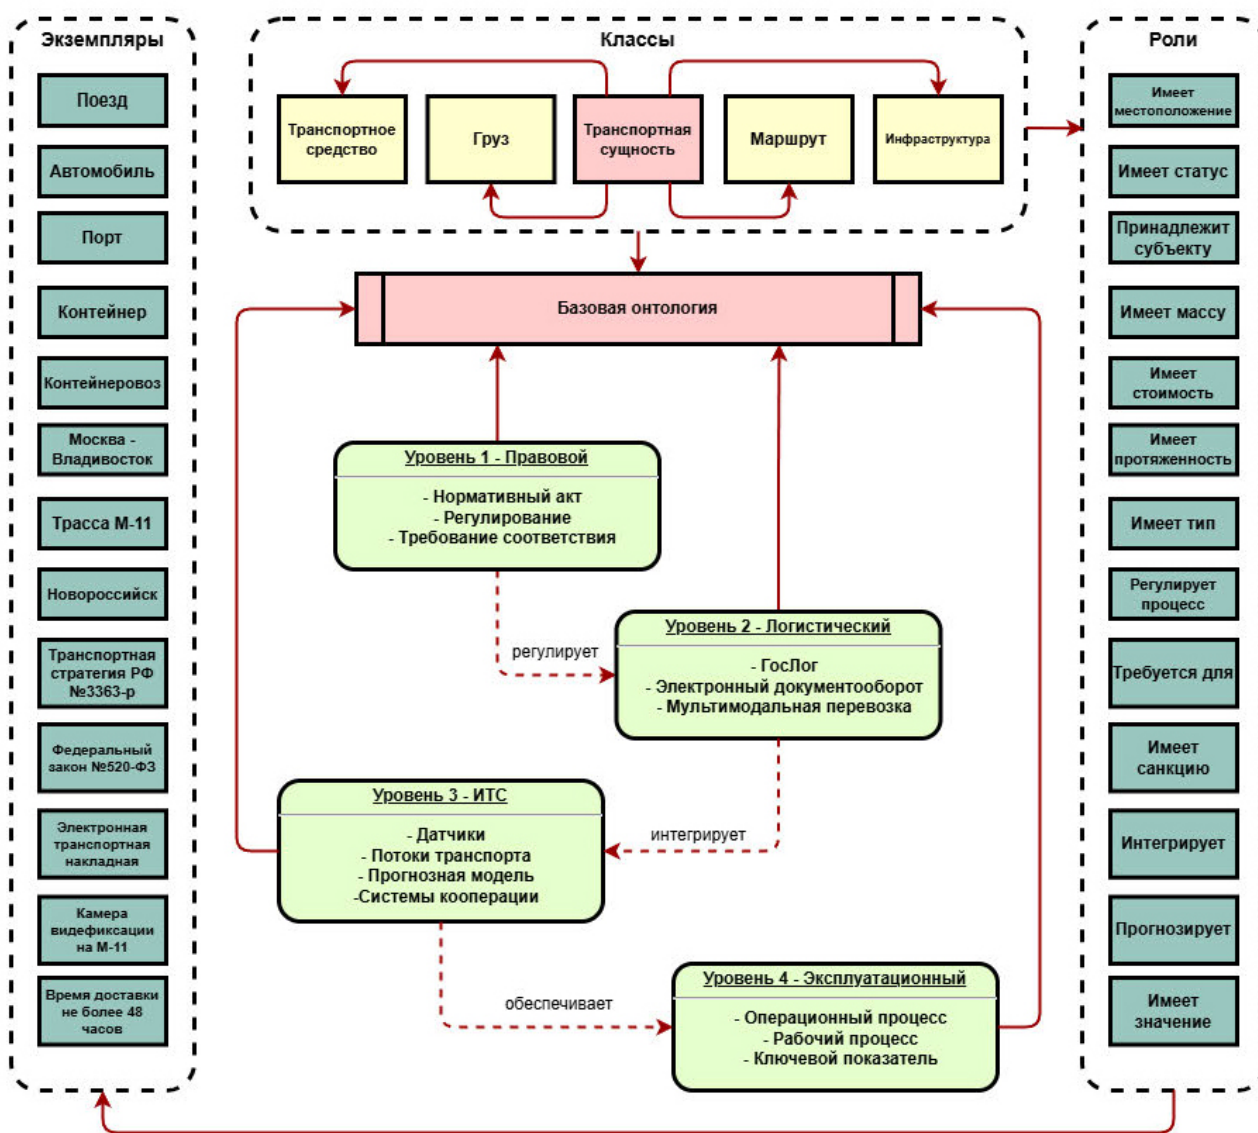 Экземпляры
Поезд
Автомобиль
Порт
Контейнер
Контейнеровоз
Москва -
Владивосток
Трасса М-11
Новороссийск
Транспортная
стратегия РФ
№3363-р
Федеральный
закон №520-ФЗ
Электронная
транспортная
накладная
Камера
видефиксации
на М-11
Время доставки
не более 48
часов
Классы
Транспортное
средство
Груз
Транспортная
сущность
Маршрут
Инфраструктура
Базовая онтология
Уровень 1 - Правовой
- Нормативный акт
- Регулирование
- Требование соответствия
регулирует
Уровень 2 - Логистический
- ГосЛог
- Электронный документооборот
- Мультимодальная перевозка
интегрирует
Уровень 3 - ИТС
- Датчики
- Потоки транспорта
- Прогнозная модель
-Системы кооперации
обеспечивает
Уровень 4 - Эксплуатационный
- Операционный процесс
- Рабочий процесс
- Ключевой показатель
Роли
Имеет
местоположение
Имеет статус
Принадлежит
субъекту
Имеет массу
Имеет
стоимость
Имеет
протяженность
Имеет тип
Регулирует
процесс
Требуется для
Имеет
санкцию
Интегрирует
Прогнозирует
Имеет
значение